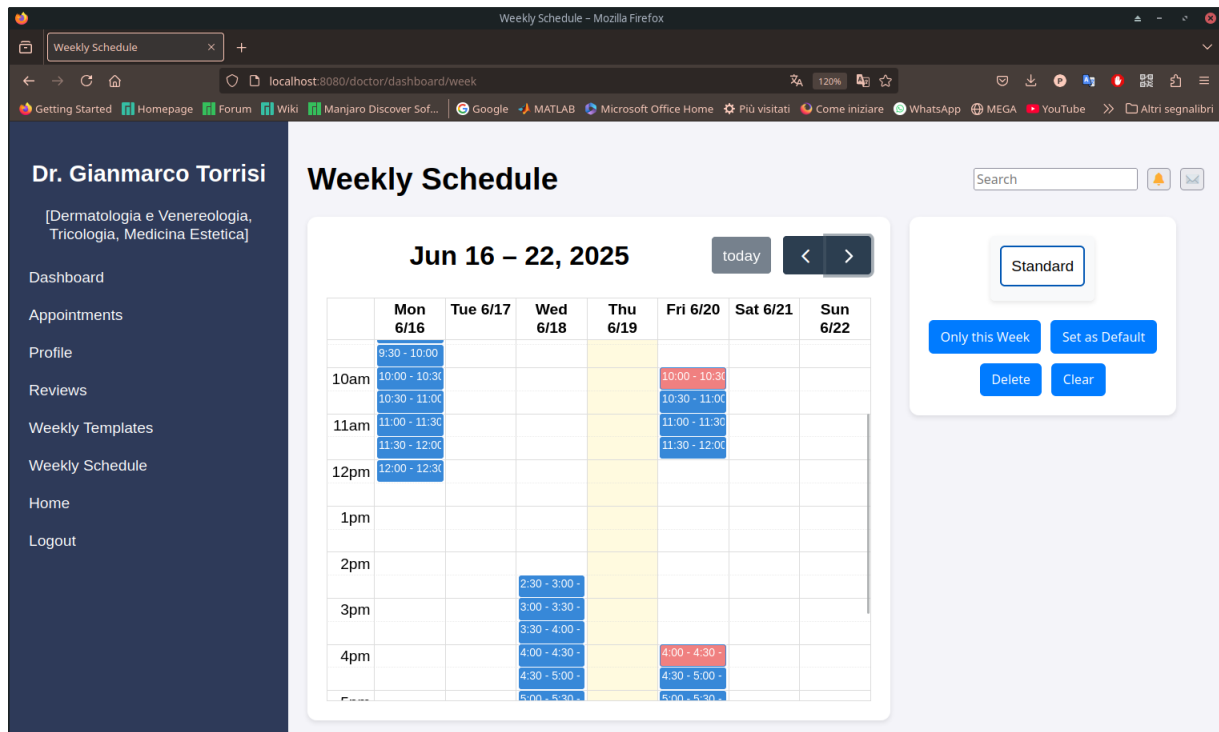 Weekly Schedule – Mozilla Firefox
Weekly Schedule
localhost:8080/doctor/dashboard/week
120%
Getting Started Homepage Forum Wiki Manjaro Discover Sof... Google MATLAB Microsoft Office Home Più visitati Come iniziare WhatsApp MEGA YouTube Altri segnalibri
Dr. Gianmarco Torrisi
[Dermatologia e Venereologia,
Tricologia, Medicina Estetica]
Dashboard
Appointments
Profile
Reviews
Weekly Templates
Weekly Schedule
Home
Logout
Weekly Schedule
Search
Jun 16 – 22, 2025
today
Mon 6/16
Tue 6/17
Wed 6/18
Thu 6/19
Fri 6/20
Sat 6/21
Sun 6/22
9:30 - 10:00
10am 10:00 - 10:30 10:00 - 10:30
10:30 - 11:00 10:30 - 11:00
11am 11:00 - 11:30 11:00 - 11:30
11:30 - 12:00 11:30 - 12:00
12pm 12:00 - 12:30
1pm
2pm
2:30 - 3:00 -
3pm 3:00 - 3:30 -
3:30 - 4:00 -
4pm 4:00 - 4:30 - 4:00 - 4:30 -
4:30 - 5:00 - 4:30 - 5:00 -
5pm 5:00 - 5:30 - 5:00 - 5:30 -
Standard
Only this Week
Set as Default
Delete
Clear